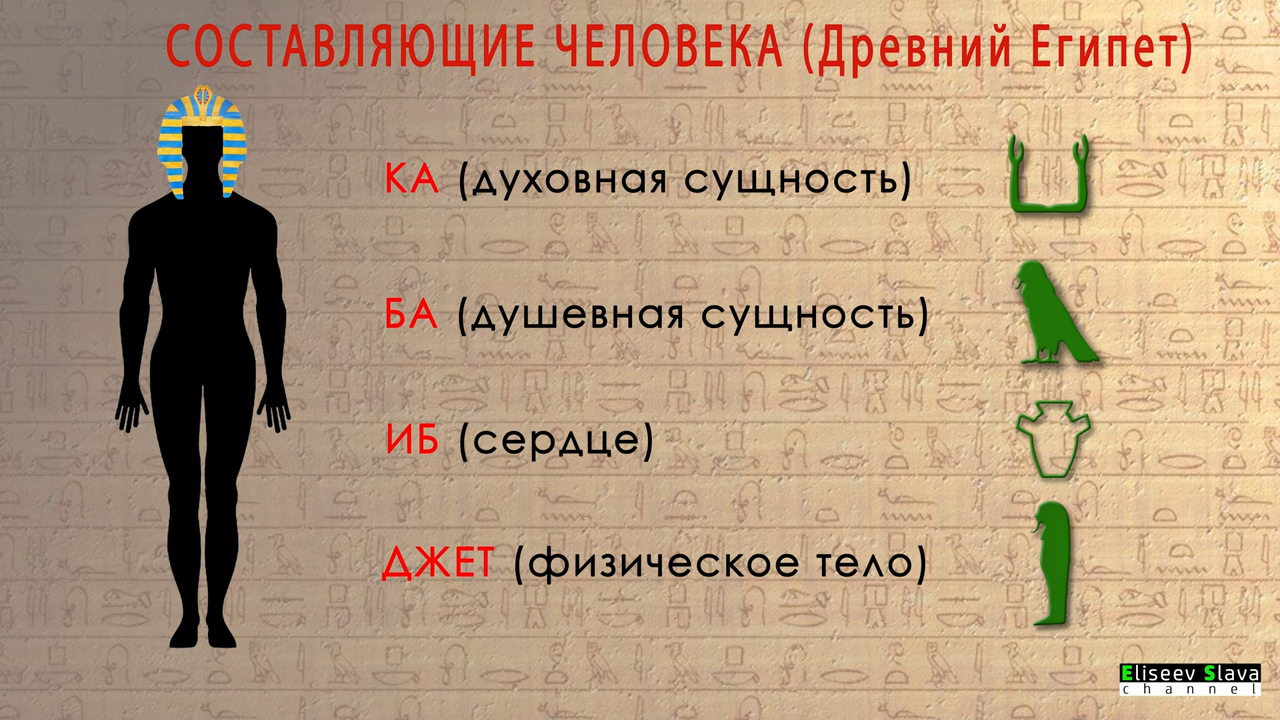 СОСТАВЛЯЮЩИЕ ЧЕЛОВЕКА (Древний Египет)
КА (духовная сущность)
БА (душевная сущность)
ИБ (сердце)
ДЖЕТ (физическое тело)
Eliseev Slava
channel